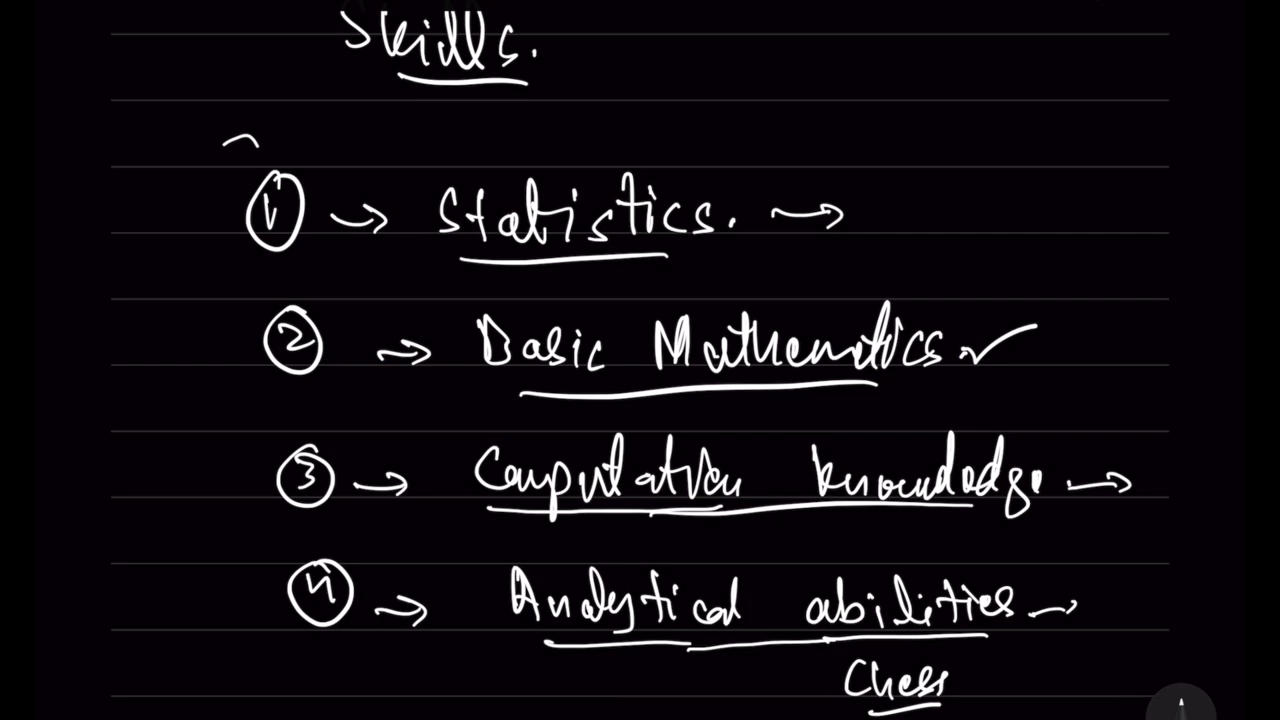 Skills.
① → Statistics. →
② → Basic Mathematics. ✓
③ → Computation knowledge →
④ → Analytical abilities →
Chess